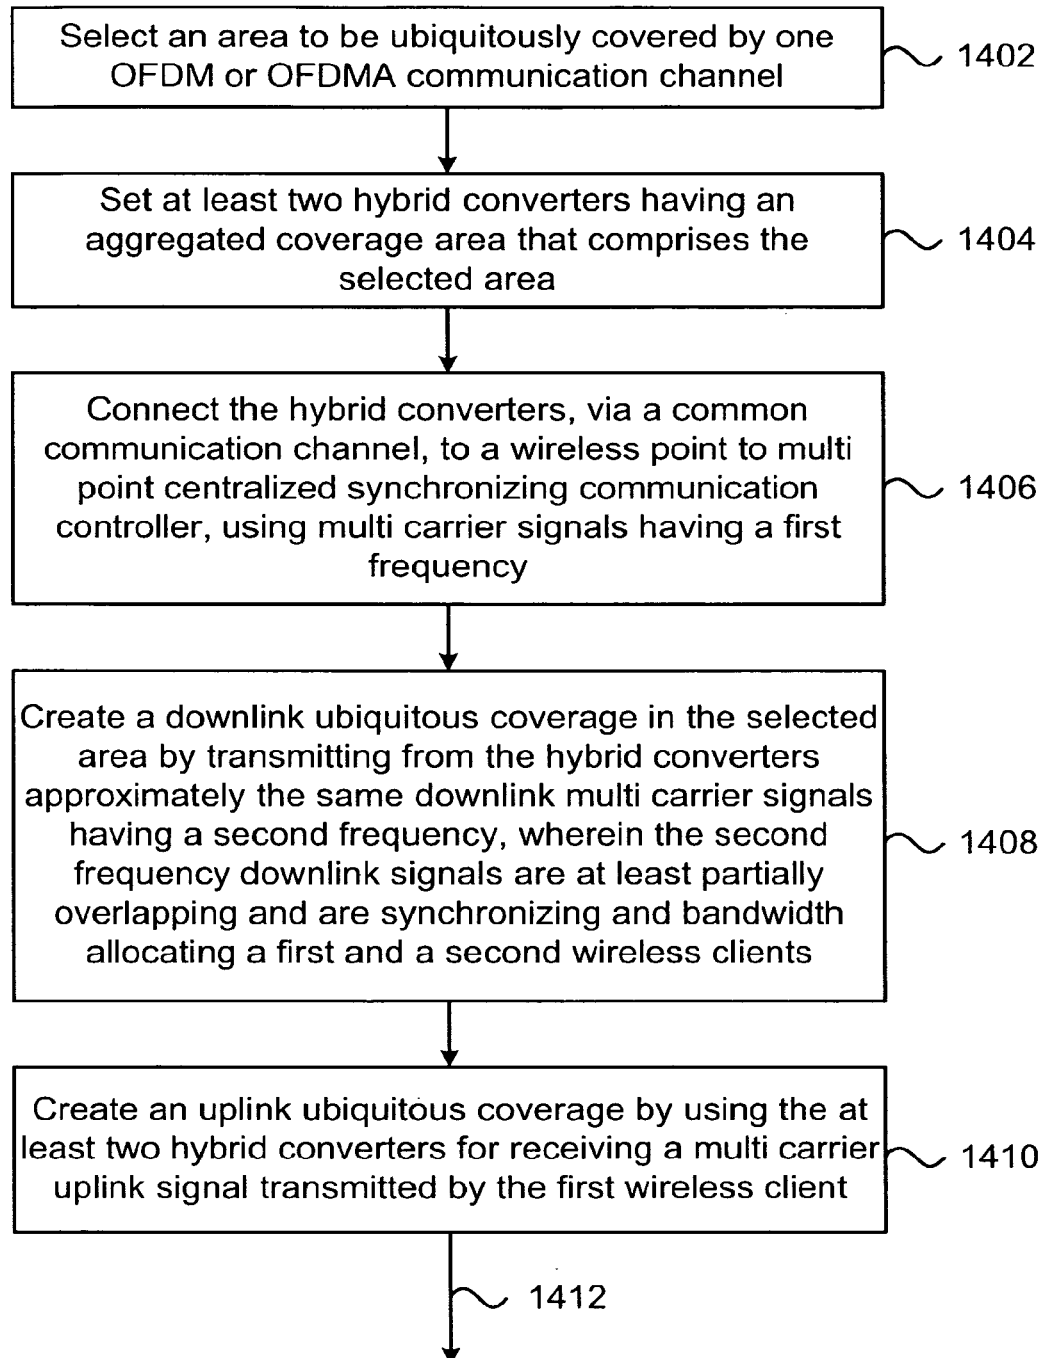 Select an area to be ubiquitously covered by one
OFDM or OFDMA communication channel
1402
Set at least two hybrid converters having an
aggregated coverage area that comprises the
selected area
1404
Connect the hybrid converters, via a common
communication channel, to a wireless point to multi
point centralized synchronizing communication
controller, using multi carrier signals having a first
frequency
1406
Create a downlink ubiquitous coverage in the selected
area by transmitting from the hybrid converters
approximately the same downlink multi carrier signals
having a second frequency, wherein the second
frequency downlink signals are at least partially
overlapping and are synchronizing and bandwidth
allocating a first and a second wireless clients
1408
Create an uplink ubiquitous coverage by using the at
least two hybrid converters for receiving a multi carrier
uplink signal transmitted by the first wireless client
1410
1412